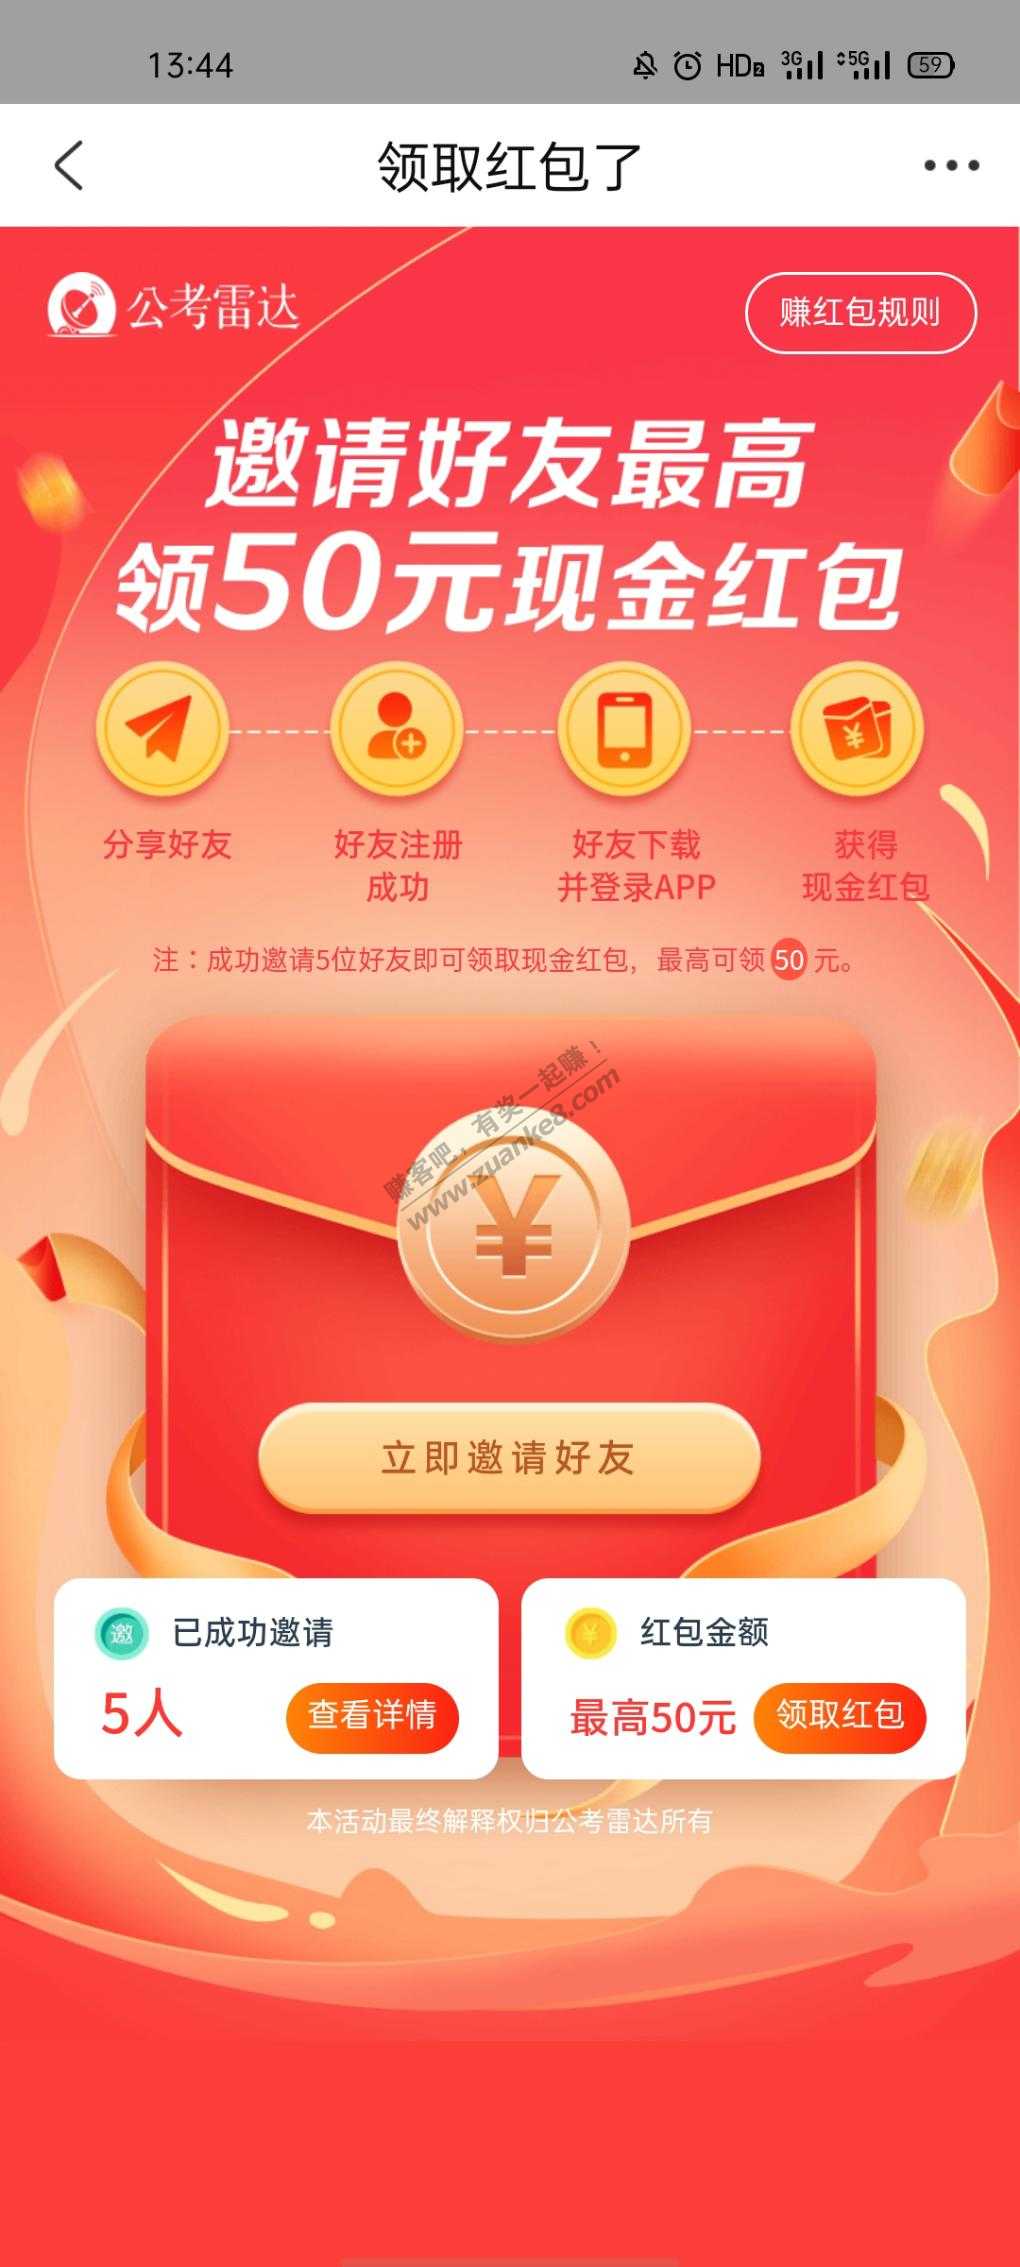 13:44
HD2 3G 5G 59
领取红包了
公考雷达
赚红包规则
邀请好友最高
领50元现金红包
分享好友
好友注册
成功
好友下载
并登录APP
获得
现金红包
注：成功邀请5位好友即可领取现金红包，最高可领50元。
赚客吧，有奖一起赚！
www.zuanke8.com
¥
立即邀请好友
邀 已成功邀请
5人
查看详情
¥ 红包金额
最高50元
领取红包
本活动最终解释权归公考雷达所有